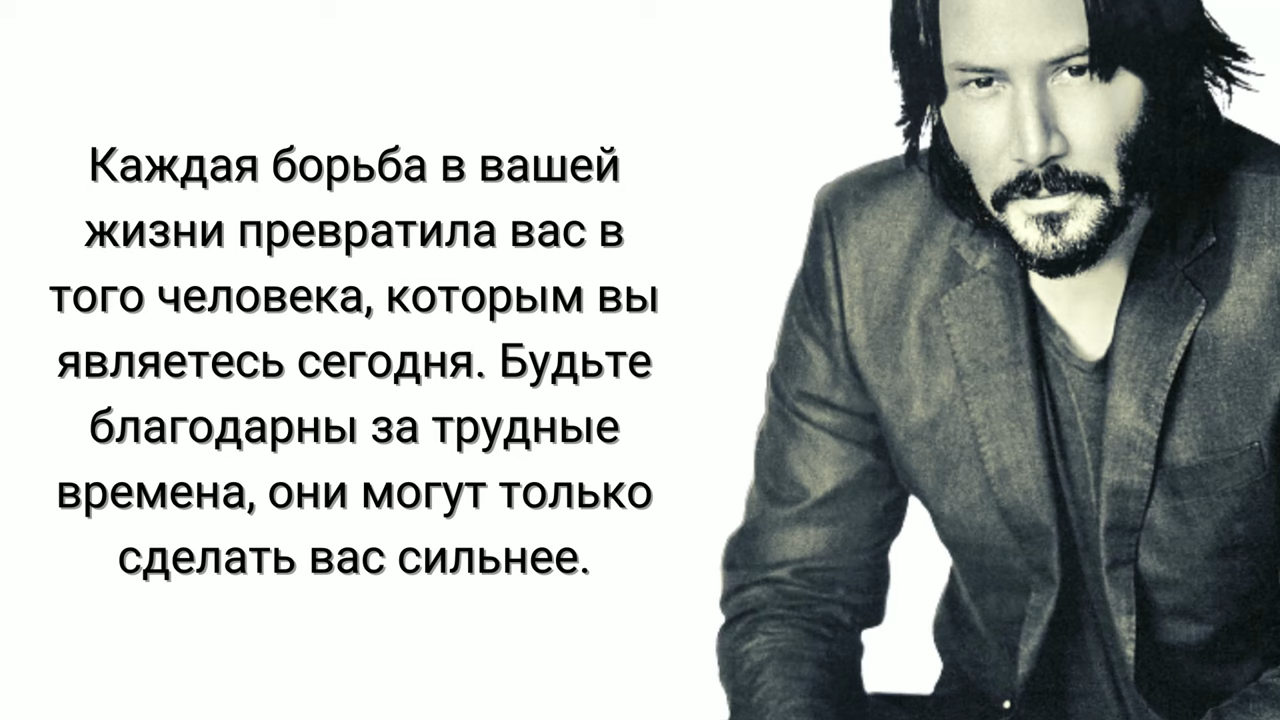 Каждая борьба в вашей
жизни превратила вас в
того человека, которым вы
являетесь сегодня. Будьте
благодарны за трудные
времена, они могут только
сделать вас сильнее.